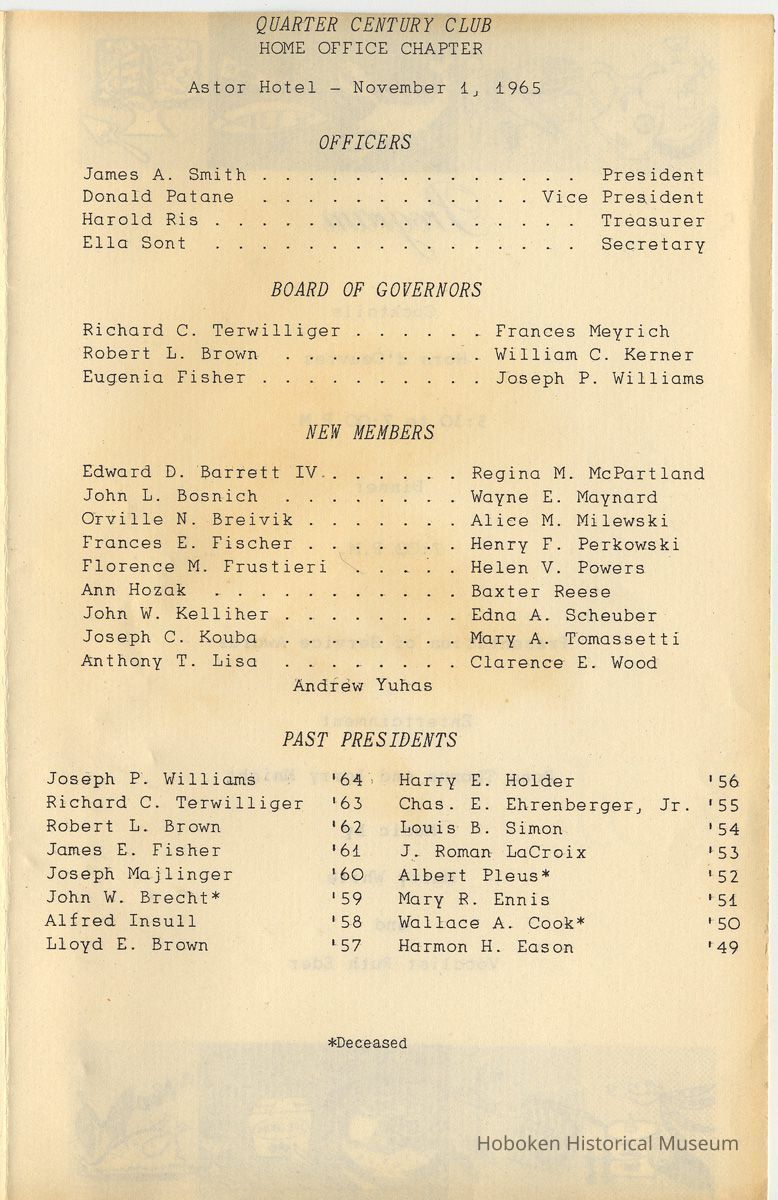 QUARTER CENTURY CLUB
HOME OFFICE CHAPTER
Astor Hotel - November 1, 1965
OFFICERS
James A. Smith . . . . . . . . . . . . . . President
Donald Patane . . . . . . . . . . . . Vice President
Harold Ris . . . . . . . . . . . . . . . . Treasurer
Ella Sont . . . . . . . . . . . . . . . . Secretary
BOARD OF GOVERNORS
Richard C. Terwilliger . . . . . . Frances Meyrich
Robert L. Brown . . . . . . . . . William C. Kerner
Eugenia Fisher . . . . . . . . . . Joseph P. Williams
NEW MEMBERS
Edward D. Barrett IV. . . . . . . Regina M. McPartland
John L. Bosnich . . . . . . . . Wayne E. Maynard
Orville N. Breivik . . . . . . . Alice M. Milewski
Frances E. Fischer . . . . . . . Henry F. Perkowski
Florence M. Frustieri . . . . . Helen V. Powers
Ann Hozak . . . . . . . . . . . Baxter Reese
John W. Kelliher . . . . . . . . Edna A. Scheuber
Joseph C. Kouba . . . . . . . . Mary A. Tomassetti
Anthony T. Lisa . . . . . . . . Clarence E. Wood
Andrew Yuhas
PAST PRESIDENTS
Joseph P. Williams '64 Harry E. Holder '56
Richard C. Terwilliger '63 Chas. E. Ehrenberger, Jr. '55
Robert L. Brown '62 Louis B. Simon '54
James E. Fisher '61 J. Roman LaCroix '53
Joseph Majlinger '60 Albert Pleus* '52
John W. Brecht* '59 Mary R. Ennis '51
Alfred Insull '58 Wallace A. Cook* '50
Lloyd E. Brown '57 Harmon H. Eason '49
*Deceased
Hoboken Historical Museum